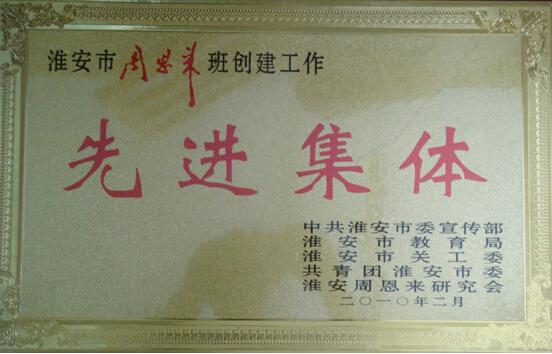 淮安市周恩来班创建工作
先进集体
中共淮安市委宣传部
淮安市教育局
淮安市关工委
共青团淮安市委
淮安周恩来研究会
二〇一〇年二月